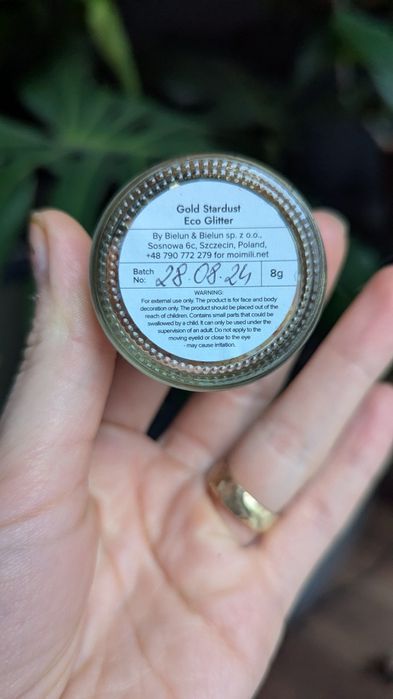 Gold Stardust
Eco Glitter
By Bielun & Bielun sp. z o.o.,
Sosnowa 6c, Szczecin, Poland,
+48 790 772 279 for moimili.net
Batch No: 28.08.24 8g
WARNING:
For external use only. The product is for face and body
decoration only. The product should be placed out of the
reach of children. Contains small parts that could be
swallowed by a child. It can only be used under the
supervision of an adult. Do not apply to the
moving eyelid or close to the eye
- may cause irritation.